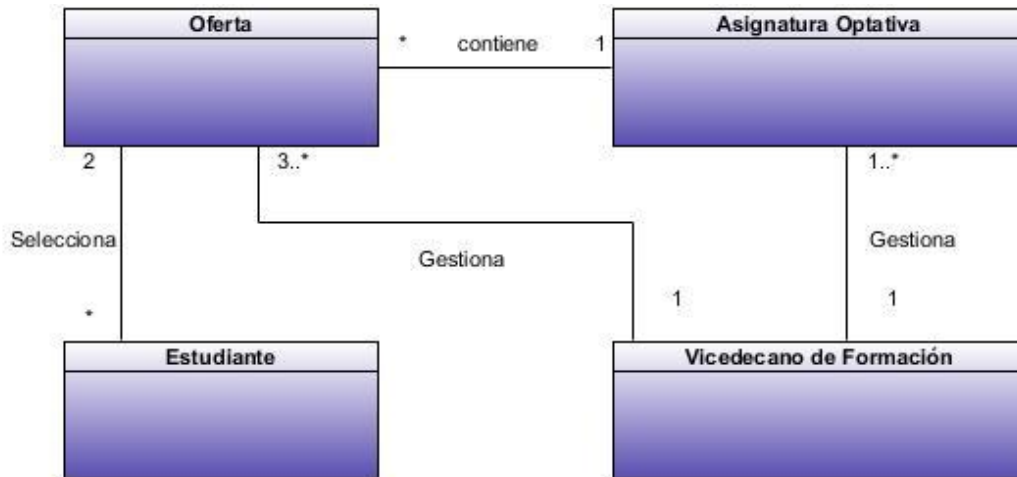 Oferta
Asignatura Optativa
* contiene 1
2
3..*
1..*
Selecciona
Gestiona
Gestiona
*
1
1
Estudiante
Vicedecano de Formación